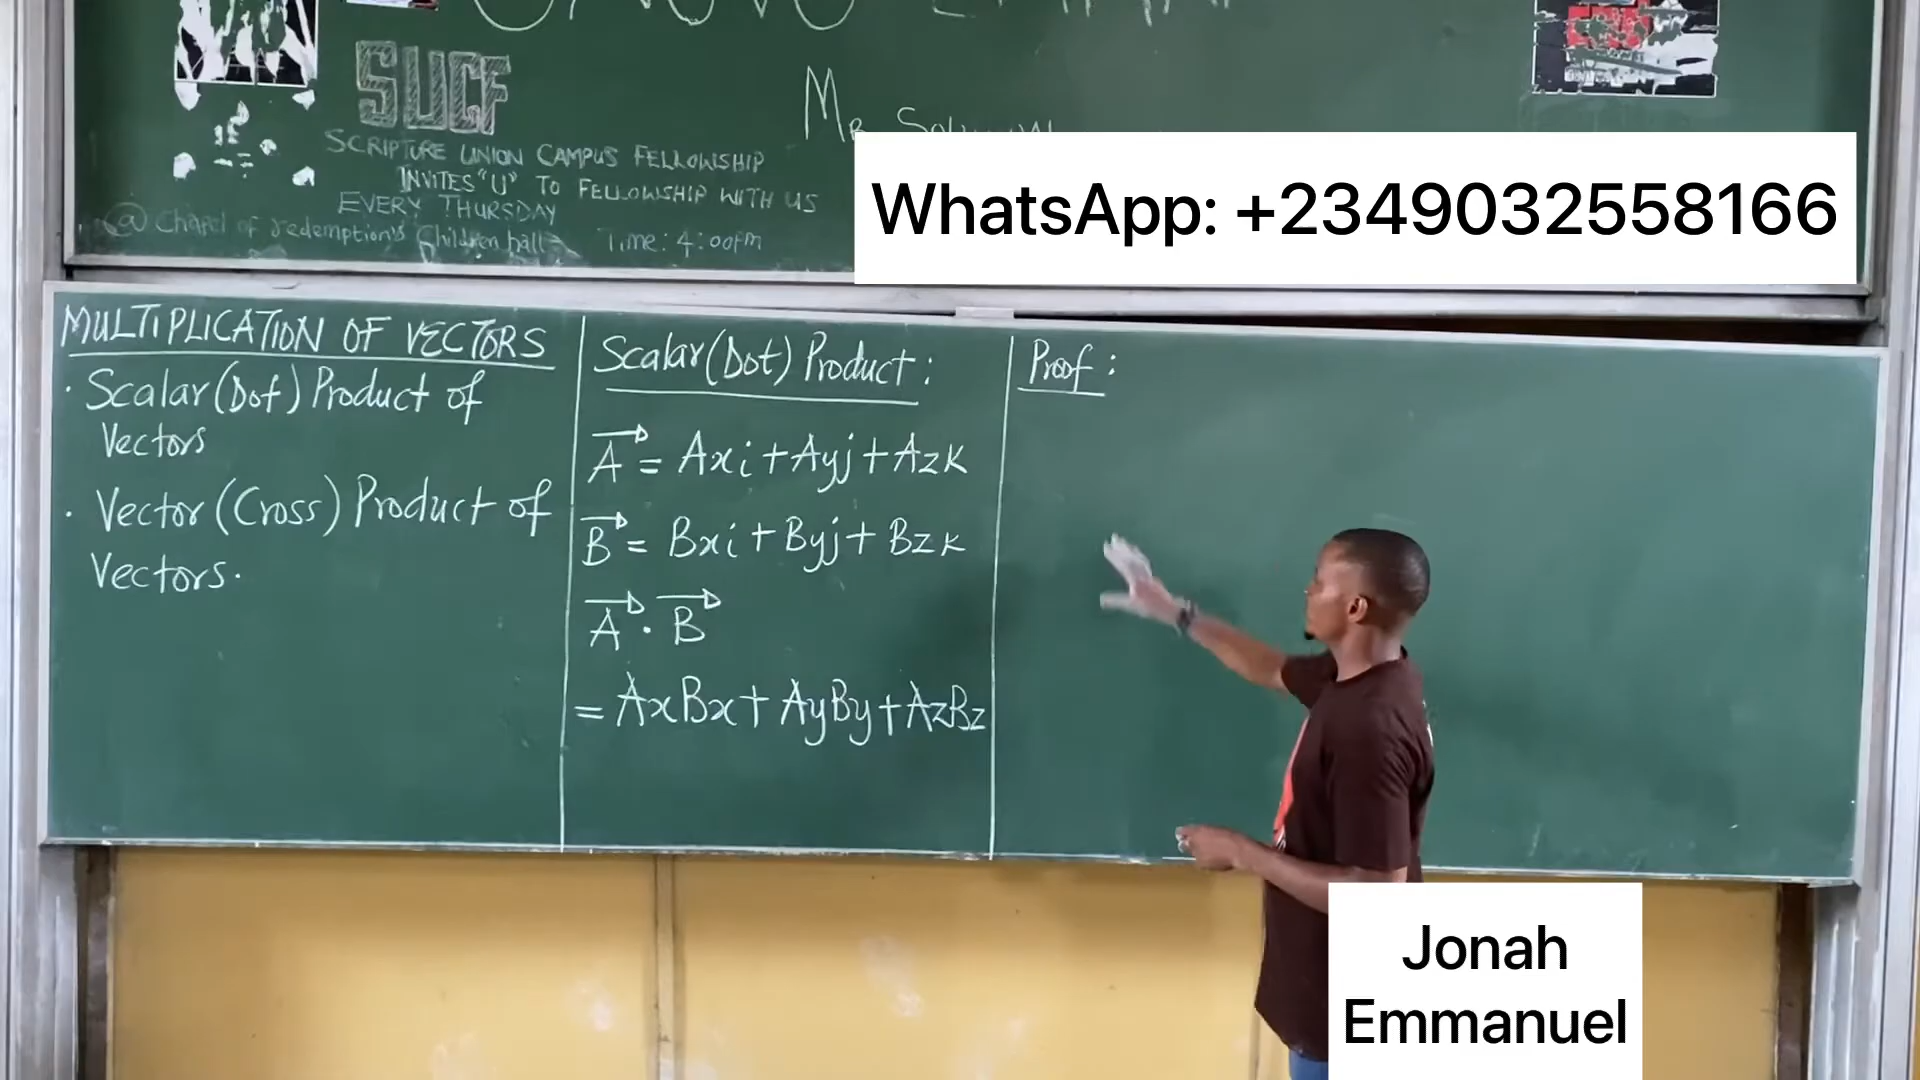 SUCF
SCRIPTURE UNION CAMPUS FELLOWSHIP
INVITES "U" TO FELLOWSHIP WITH US
EVERY THURSDAY
@ Chapel of redemption's Children hall Time: 4:00pm
WhatsApp: +2349032558166
MULTIPLICATION OF VECTORS
· Scalar (Dot) Product of
Vectors
· Vector (Cross) Product of
Vectors.
Scalar (Dot) Product:
A⃗ = Axi + Ayj + Azk
B⃗ = Bxi + Byj + Bzk
A⃗ · B⃗
= AxBx + AyBy + AzBz
Proof:
Jonah
Emmanuel